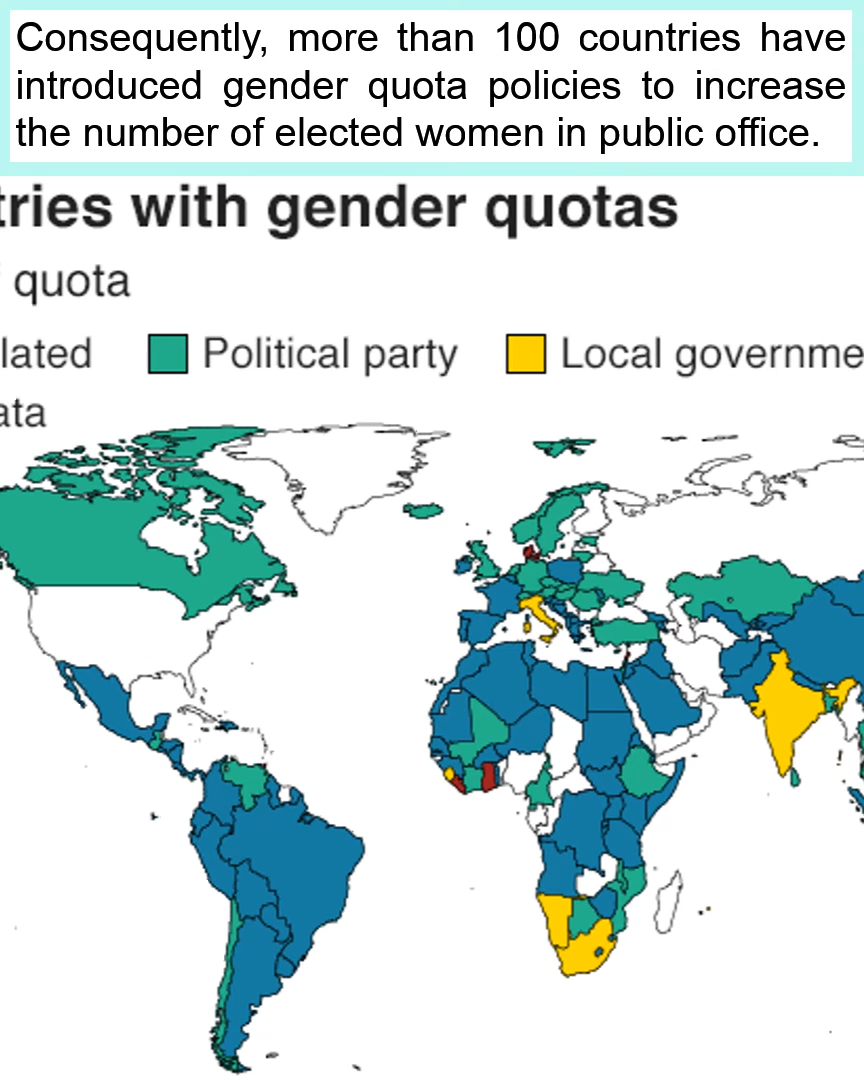 Consequently, more than 100 countries have
introduced gender quota policies to increase
the number of elected women in public office.
tries with gender quotas
quota
lated Political party Local governme
ata